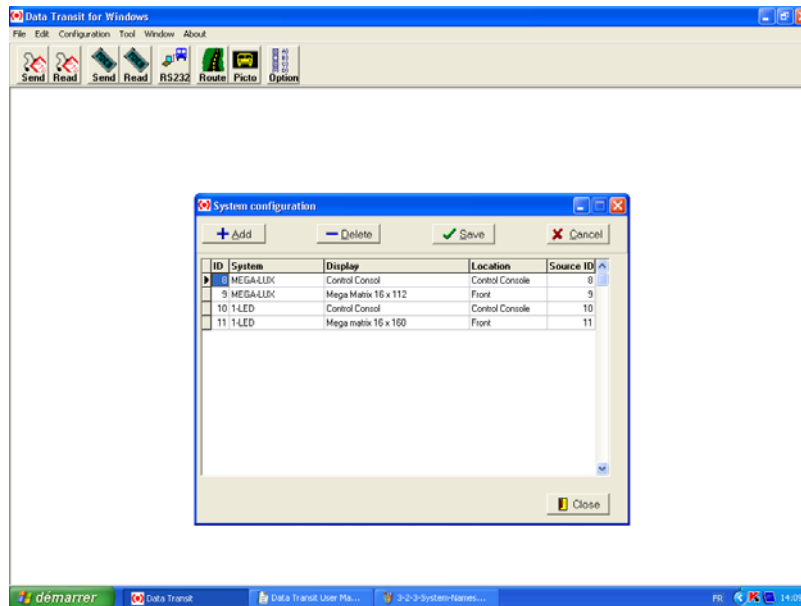 Data Transit for Windows
File Edit Configuration Tool Window About
Send Read Send Read RS232 Route Picto Option
System configuration
Add Delete Save Cancel
ID System Display Location Source ID
8 MEGA-LUX Control Consol Control Console 8
9 MEGA-LUX Mega Matrix 16 x 112 Front 9
10 1-LED Control Consol Control Console 10
11 1-LED Mega matrix 16 x 160 Front 11
Close
démarrer Data Transit Data Transit User Ma... 3-2-3-System-Names... FR 14:09